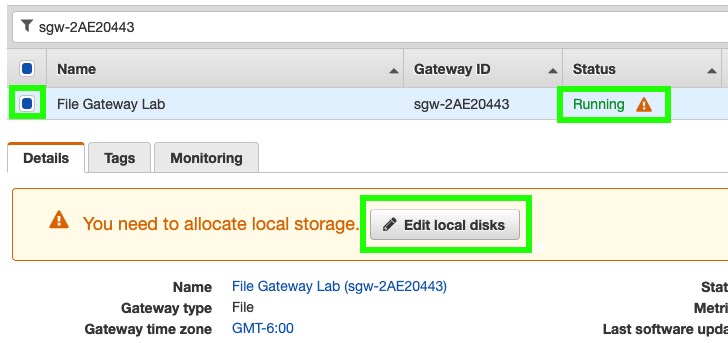 sgw-2AE20443
Name Gateway ID Status
File Gateway Lab sgw-2AE20443 Running
Details Tags Monitoring
You need to allocate local storage. Edit local disks
Name File Gateway Lab (sgw-2AE20443) Stat
Gateway type File Metri
Gateway time zone GMT-6:00 Last software upda